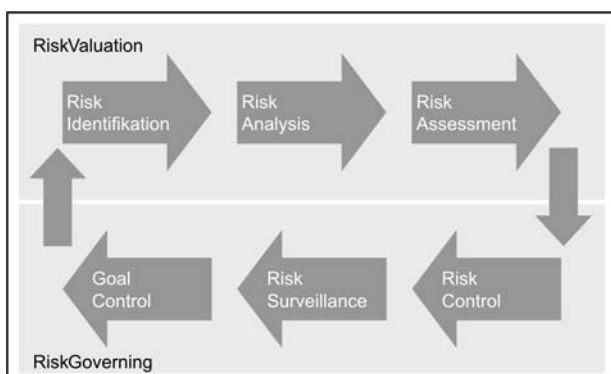 RiskValuation
Risk
Identifikation
Risk
Analysis
Risk
Assessment
Goal
Control
Risk
Surveillance
Risk
Control
RiskGoverning